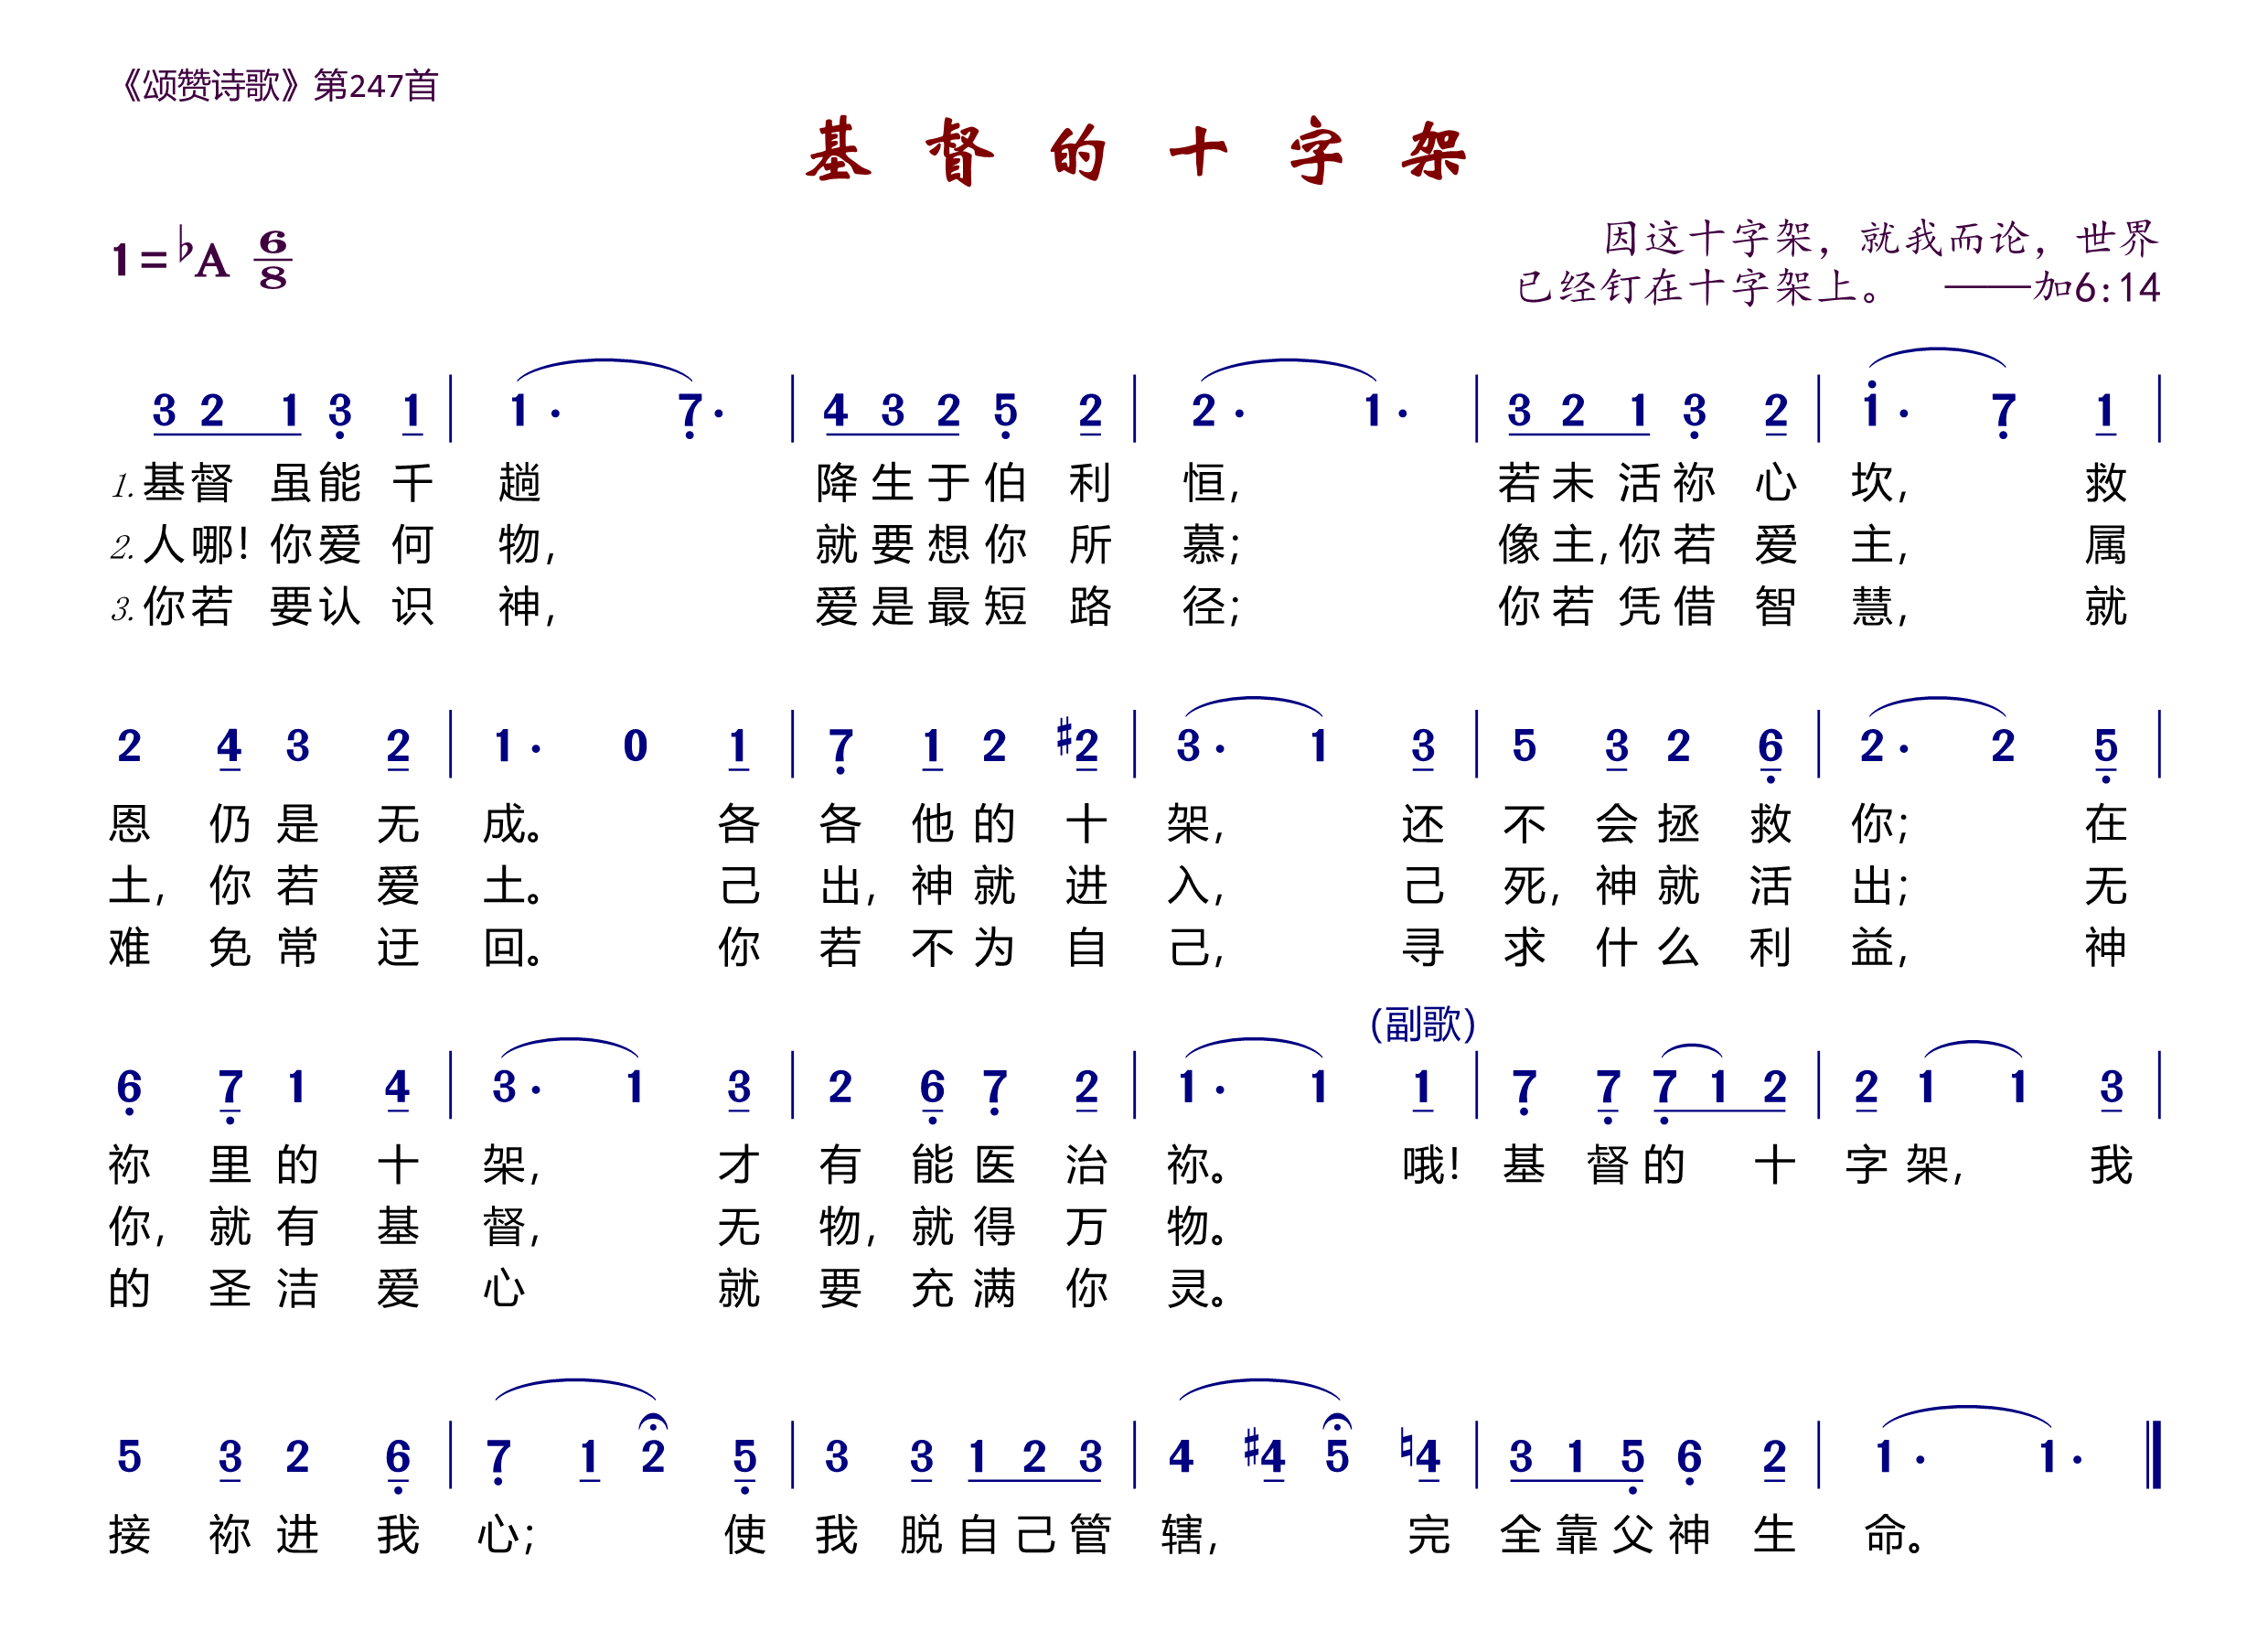 《颂赞诗歌》第247首
基督的十字架
1=♭A 6/8
因这十字架，就我而论，世界
已经钉在十字架上。 ——加6:14
3 2 1 3 1 | 1· 7· | 4 3 2 5 2 | 2· 1· | 3 2 1 3 2 | 1· 7 1 |
1.基督虽能千趟 降生于伯利恒，若未活祢心坎，救
2.人哪！你爱何物，就要想你所慕；像主，你若爱主，属
3.你若要认识神，爱是最短路径；你若凭借智慧，就
2 4 3 2 | 1· 0 1 | 7 1 2 #2 | 3· 1 3 | 5 3 2 6 | 2· 2 5 |
恩仍是无成。各各他的十架，还不会拯救你；在
土，你若爱土。己出，神就进入，己死，神就活出；无
难免常迂回。你若不为自己，寻求什么利益，神
(副歌)
6 7 1 4 | 3· 1 3 | 2 6 7 2 | 1· 1 1 | 7 7 7 1 2 | 2 1 1 3 |
祢里的十架，才有能医治祢。哦！基督的十字架，我
你，就有基督，无物，就得万物。
的圣洁爱心 就要充满你灵。
5 3 2 6 | 7 1 2 5 | 3 3 1 2 3 | 4 #4 5 ♮4 | 3 1 5 6 2 | 1· 1· ‖
接祢进我心；使我脱自己管辖，完全靠父神生命。